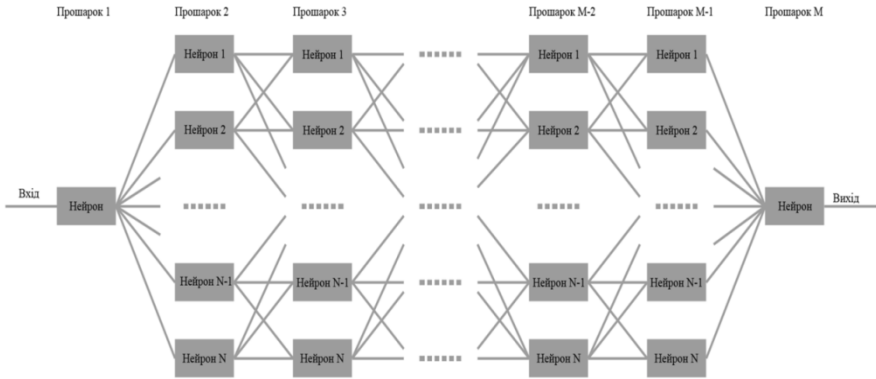 Прошарок 1 Прошарок 2 Прошарок 3 Прошарок M-2 Прошарок M-1 Прошарок M
Нейрон 1 Нейрон 1 Нейрон 1 Нейрон 1
Нейрон 2 Нейрон 2 Нейрон 2 Нейрон 2
Вхід Нейрон Нейрон Вихід
Нейрон N-1 Нейрон N-1 Нейрон N-1 Нейрон N-1
Нейрон N Нейрон N Нейрон N Нейрон N